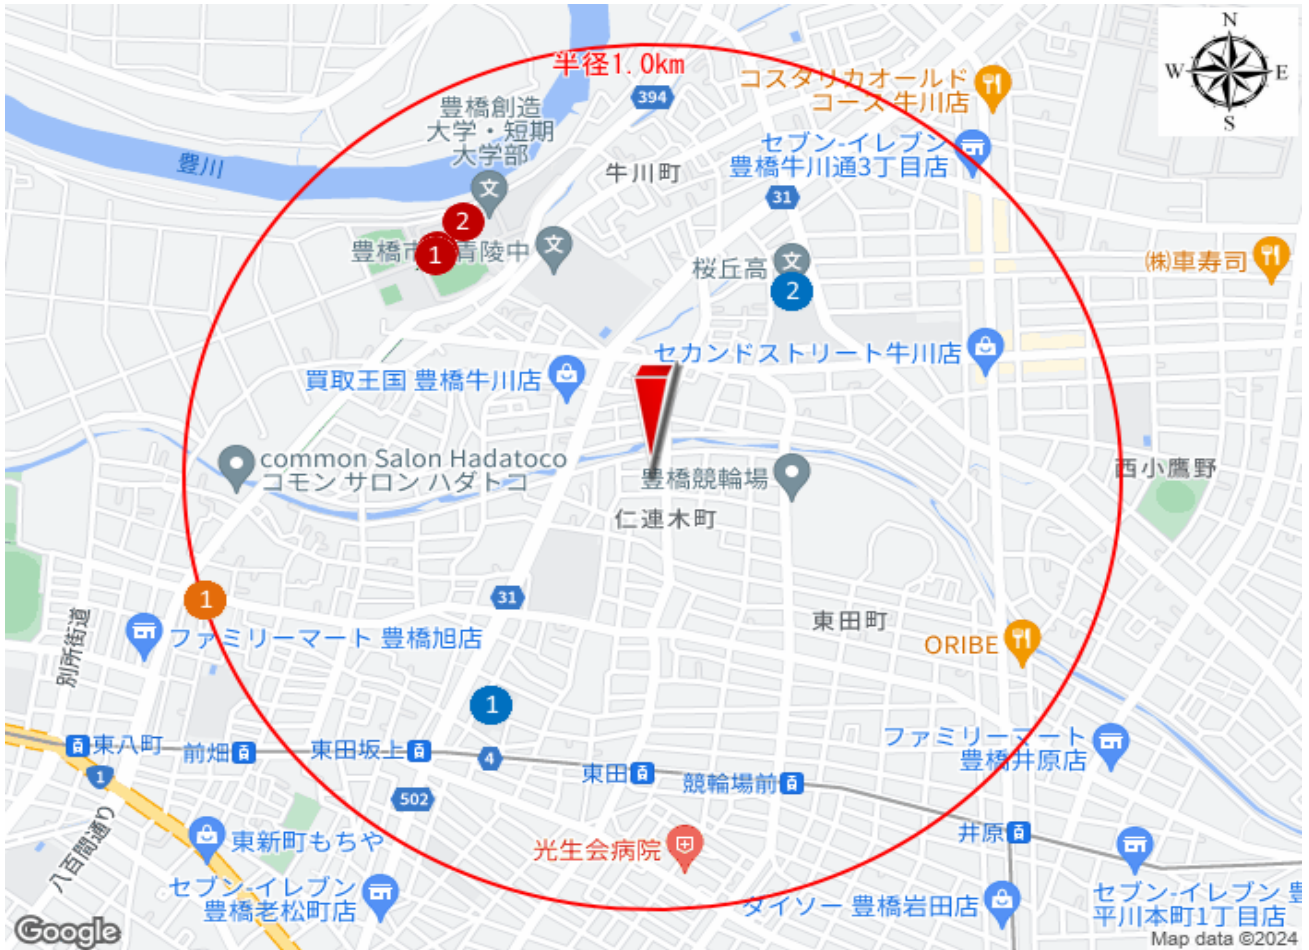 N
W E
S
半径1.0km
394
コスタリカオールド
コース 牛川店
豊橋創造
大学・短期
大学部
セブン-イレブン
豊橋牛川通3丁目店
豊川
牛川町
31
2
豊橋市
青陵中
1
桜丘高
2
㈱車寿司
セカンドストリート牛川店
買取王国 豊橋牛川店
common Salon Hadatoco
コモン サロン ハダトコ
豊橋競輪場
西小鷹野
仁連木町
1
31
東田町
ファミリーマート 豊橋旭店
ORIBE
別所街道
1
東八町
前畑
東田坂上
4
東田
競輪場前
ファミリーマート
豊橋井原店
1
502
井原
八百間通り
東新町もちや
光生会病院
セブン-イレブン
豊橋老松町店
ダイソー 豊橋岩田店
セブン-イレブン 豊
平川本町1丁目店
Google
Map data ©2024